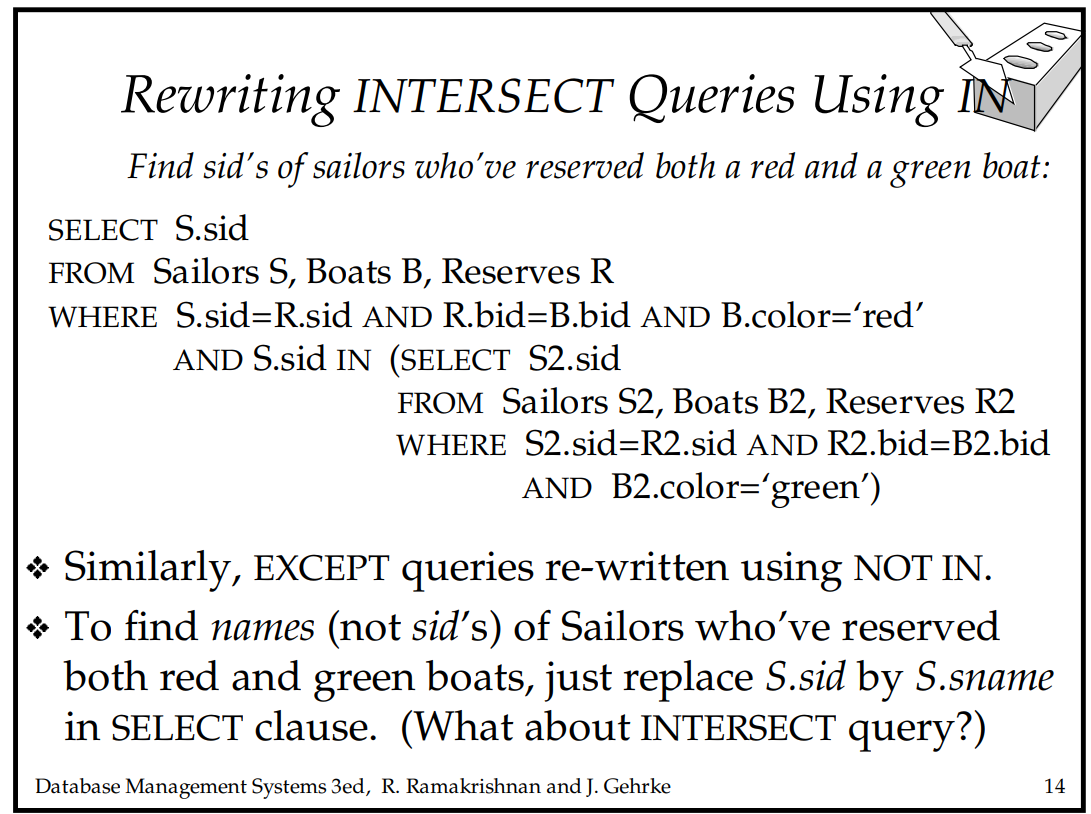 Rewriting INTERSECT Queries Using IN
Find sid’s of sailors who’ve reserved both a red and a green boat:
SELECT S.sid
FROM Sailors S, Boats B, Reserves R
WHERE S.sid=R.sid AND R.bid=B.bid AND B.color=‘red’
AND S.sid IN (SELECT S2.sid
FROM Sailors S2, Boats B2, Reserves R2
WHERE S2.sid=R2.sid AND R2.bid=B2.bid
AND B2.color=‘green’)
❖ Similarly, EXCEPT queries re-written using NOT IN.
❖ To find names (not sid’s) of Sailors who’ve reserved
both red and green boats, just replace S.sid by S.sname
in SELECT clause. (What about INTERSECT query?)
Database Management Systems 3ed, R. Ramakrishnan and J. Gehrke 14